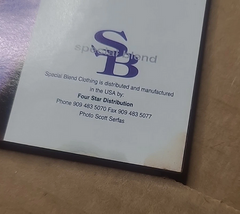 SB
special blend
Special Blend Clothing is distributed and manufactured
in the USA by:
Four Star Distribution
Phone 909 483 5070 Fax 909 483 5077
Photo Scott Serfas